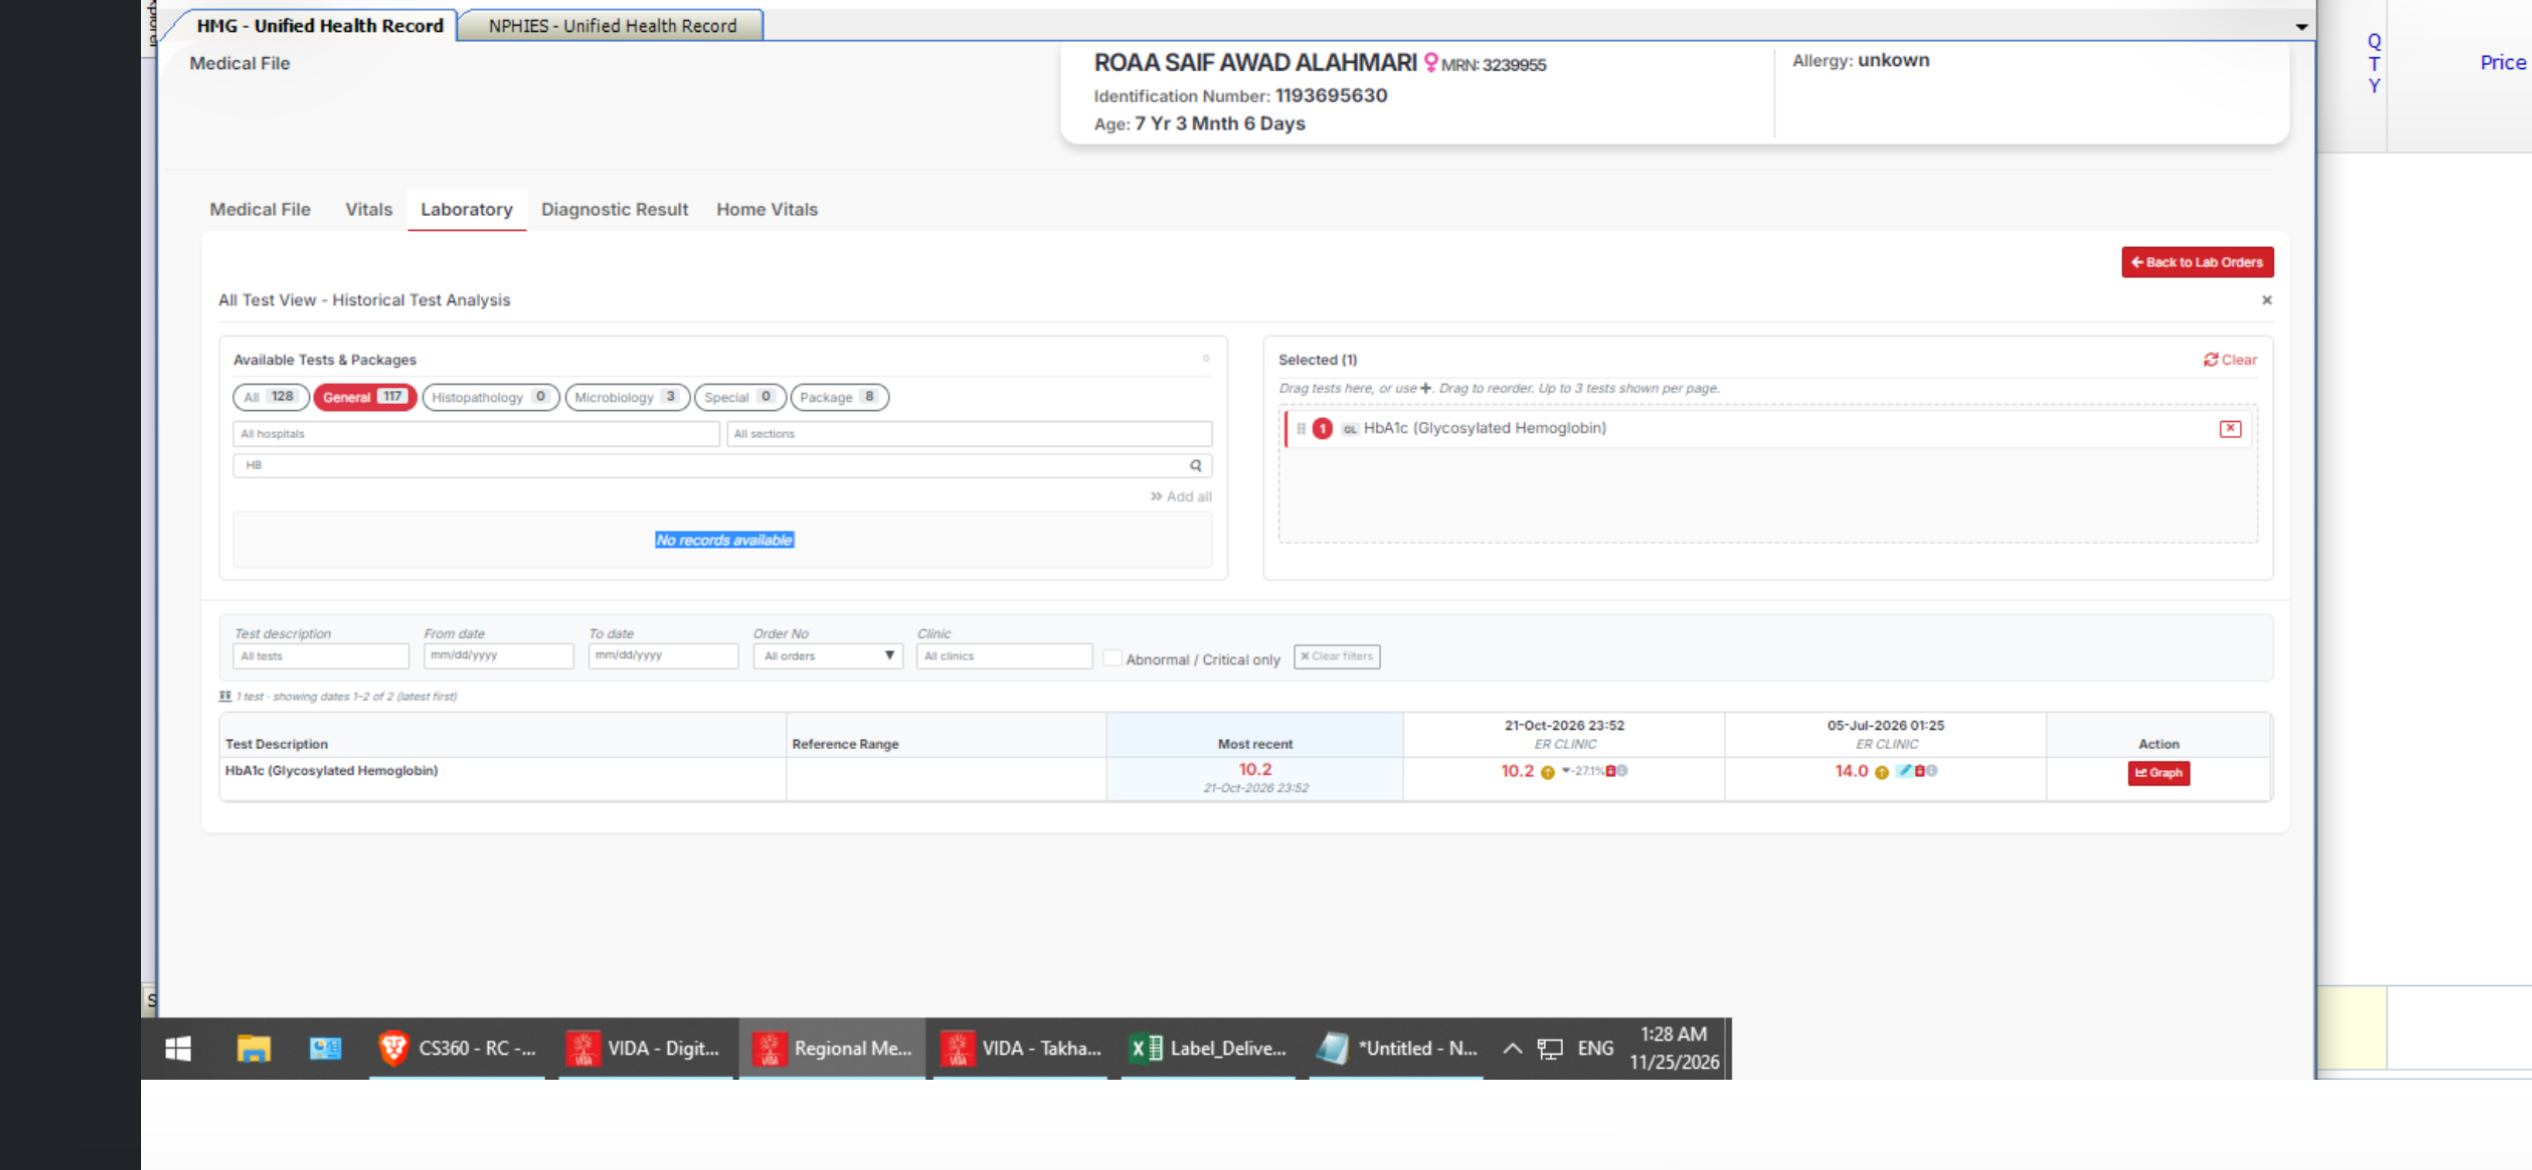 HMG - Unified Health Record
NPHIES - Unified Health Record
Medical File
ROAA SAIF AWAD ALAHMARI MRN: 3239955
Identification Number: 1193695630
Age: 7 Yr 3 Mnth 6 Days
Allergy: unkown
Q
T
Y
Price
Medical File
Vitals
Laboratory
Diagnostic Result
Home Vitals
Back to Lab Orders
All Test View - Historical Test Analysis
Available Tests & Packages
0
All 128
General 117
Histopathology 0
Microbiology 3
Special 0
Package 8
All hospitals
All sections
HB
Add all
No records available
Selected (1)
Clear
Drag tests here, or use +. Drag to reorder. Up to 3 tests shown per page.
1 GL HbA1c (Glycosylated Hemoglobin)
Test description
From date
To date
Order No
Clinic
All tests
mm/dd/yyyy
mm/dd/yyyy
All orders
All clinics
Abnormal / Critical only
Clear filters
1 test - showing dates 1-2 of 2 (latest first)
Test Description
Reference Range
Most recent
21-Oct-2026 23:52
ER CLINIC
05-Jul-2026 01:25
ER CLINIC
Action
HbA1c (Glycosylated Hemoglobin)
10.2
21-Oct-2026 23:52
10.2 -27.1%
14.0
Graph
S
CS360 - RC -...
VIDA - Digit...
Regional Me...
VIDA - Takha...
Label_Delive...
*Untitled - N...
ENG
1:28 AM
11/25/2026